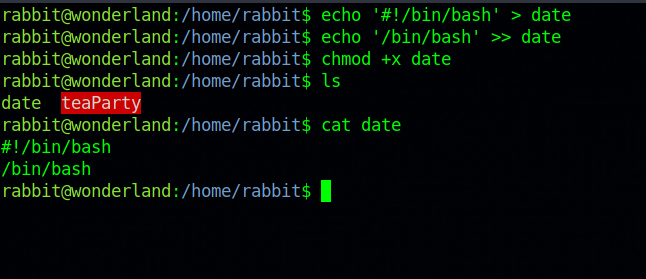 rabbit@wonderland:/home/rabbit$ echo '#!/bin/bash' > date
rabbit@wonderland:/home/rabbit$ echo '/bin/bash' >> date
rabbit@wonderland:/home/rabbit$ chmod +x date
rabbit@wonderland:/home/rabbit$ ls
date  teaParty
rabbit@wonderland:/home/rabbit$ cat date
#!/bin/bash
/bin/bash
rabbit@wonderland:/home/rabbit$